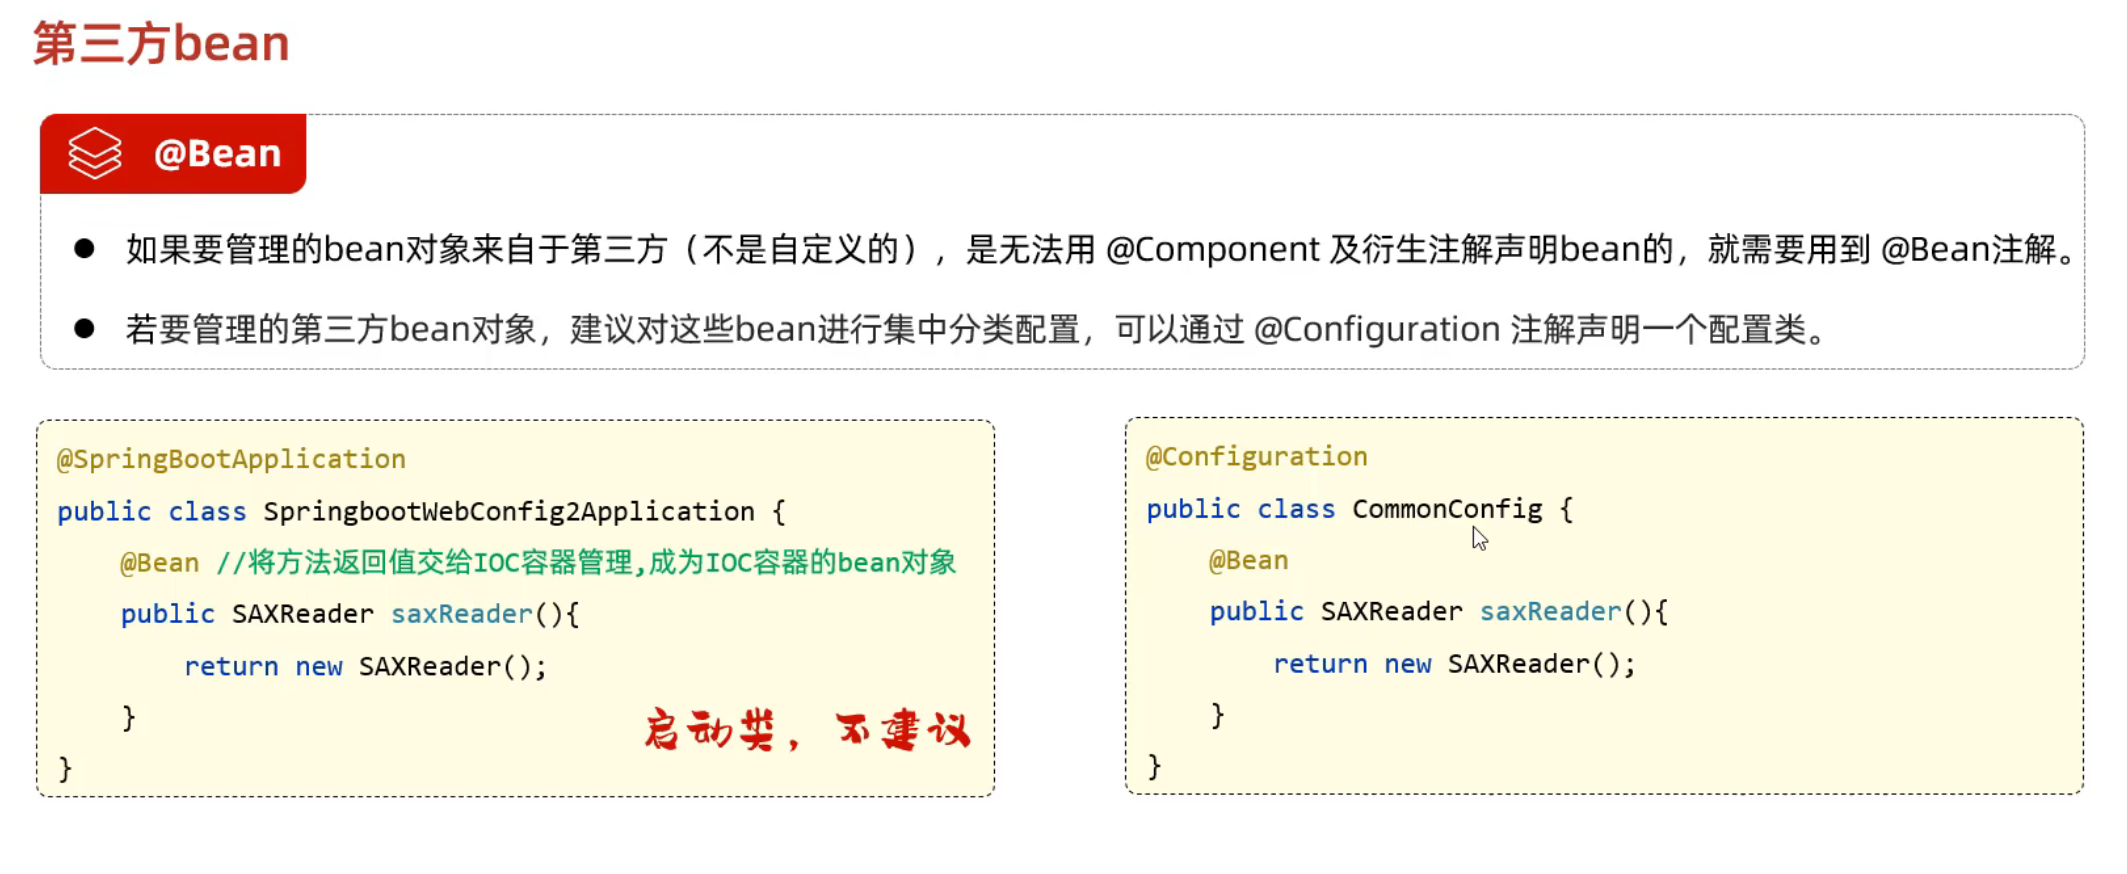 第三方bean
@Bean
● 如果要管理的bean对象来自于第三方（不是自定义的），是无法用 @Component 及衍生注解声明bean的，就需要用到 @Bean注解。
● 若要管理的第三方bean对象，建议对这些bean进行集中分类配置，可以通过 @Configuration 注解声明一个配置类。
@SpringBootApplication
public class SpringbootWebConfig2Application {
    @Bean //将方法返回值交给IOC容器管理,成为IOC容器的bean对象
    public SAXReader saxReader(){
        return new SAXReader();
    }
}
启动类，不建议
@Configuration
public class CommonConfig {
    @Bean
    public SAXReader saxReader(){
        return new SAXReader();
    }
}